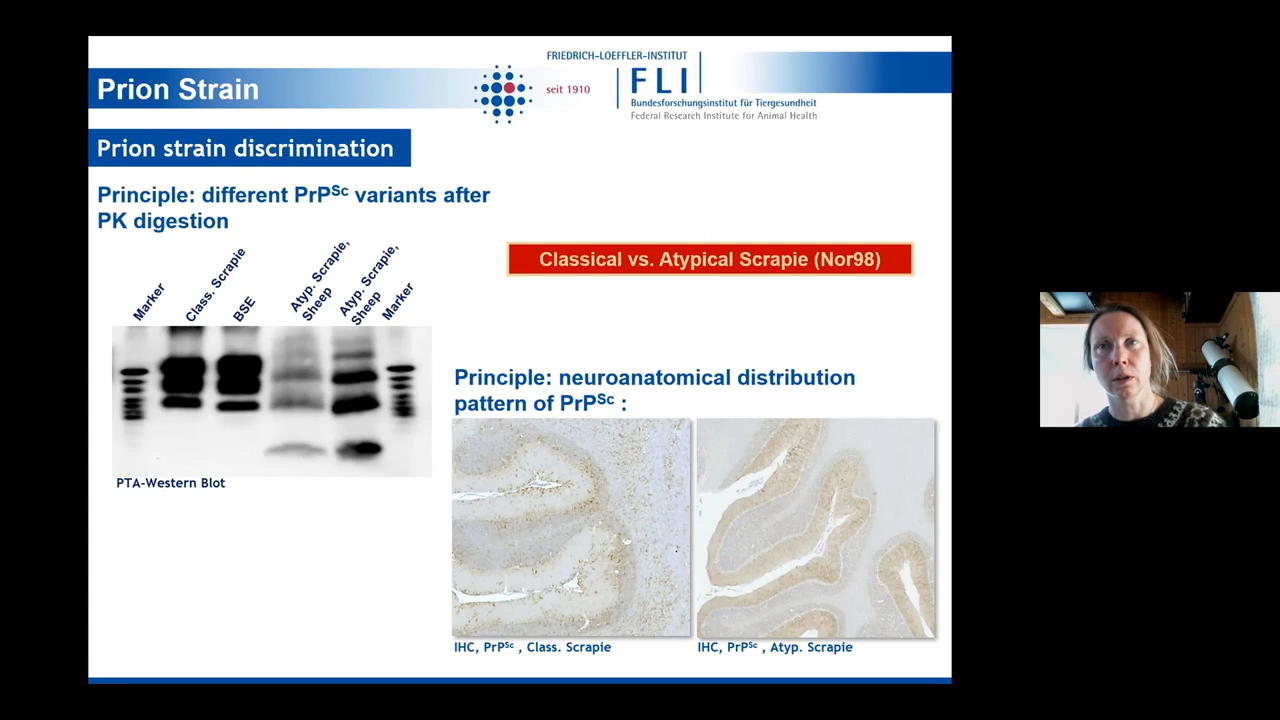 FRIEDRICH-LOEFFLER-INSTITUT
Prion Strain
seit 1910
FLI
Bundesforschungsinstitut für Tiergesundheit
Federal Research Institute for Animal Health
Prion strain discrimination
Principle: different PrPSc variants after
PK digestion
Marker
Class. Scrapie
BSE
Atyp. Scrapie,
Sheep
Atyp. Scrapie,
Sheep
Marker
PTA-Western Blot
Classical vs. Atypical Scrapie (Nor98)
Principle: neuroanatomical distribution
pattern of PrPSc :
IHC, PrPSc , Class. Scrapie
IHC, PrPSc , Atyp. Scrapie